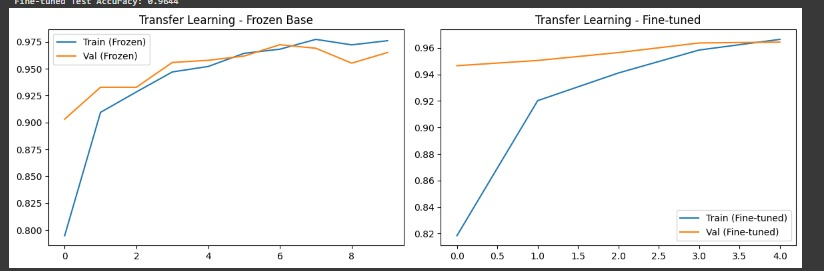 Fine-tuned Test Accuracy: 0.9644
Transfer Learning - Frozen Base
Train (Frozen)
Val (Frozen)
0.975
0.950
0.925
0.900
0.875
0.850
0.825
0.800
0 2 4 6 8
Transfer Learning - Fine-tuned
0.96
0.94
0.92
0.90
0.88
0.86
0.84
0.82
Train (Fine-tuned)
Val (Fine-tuned)
0.0 0.5 1.0 1.5 2.0 2.5 3.0 3.5 4.0